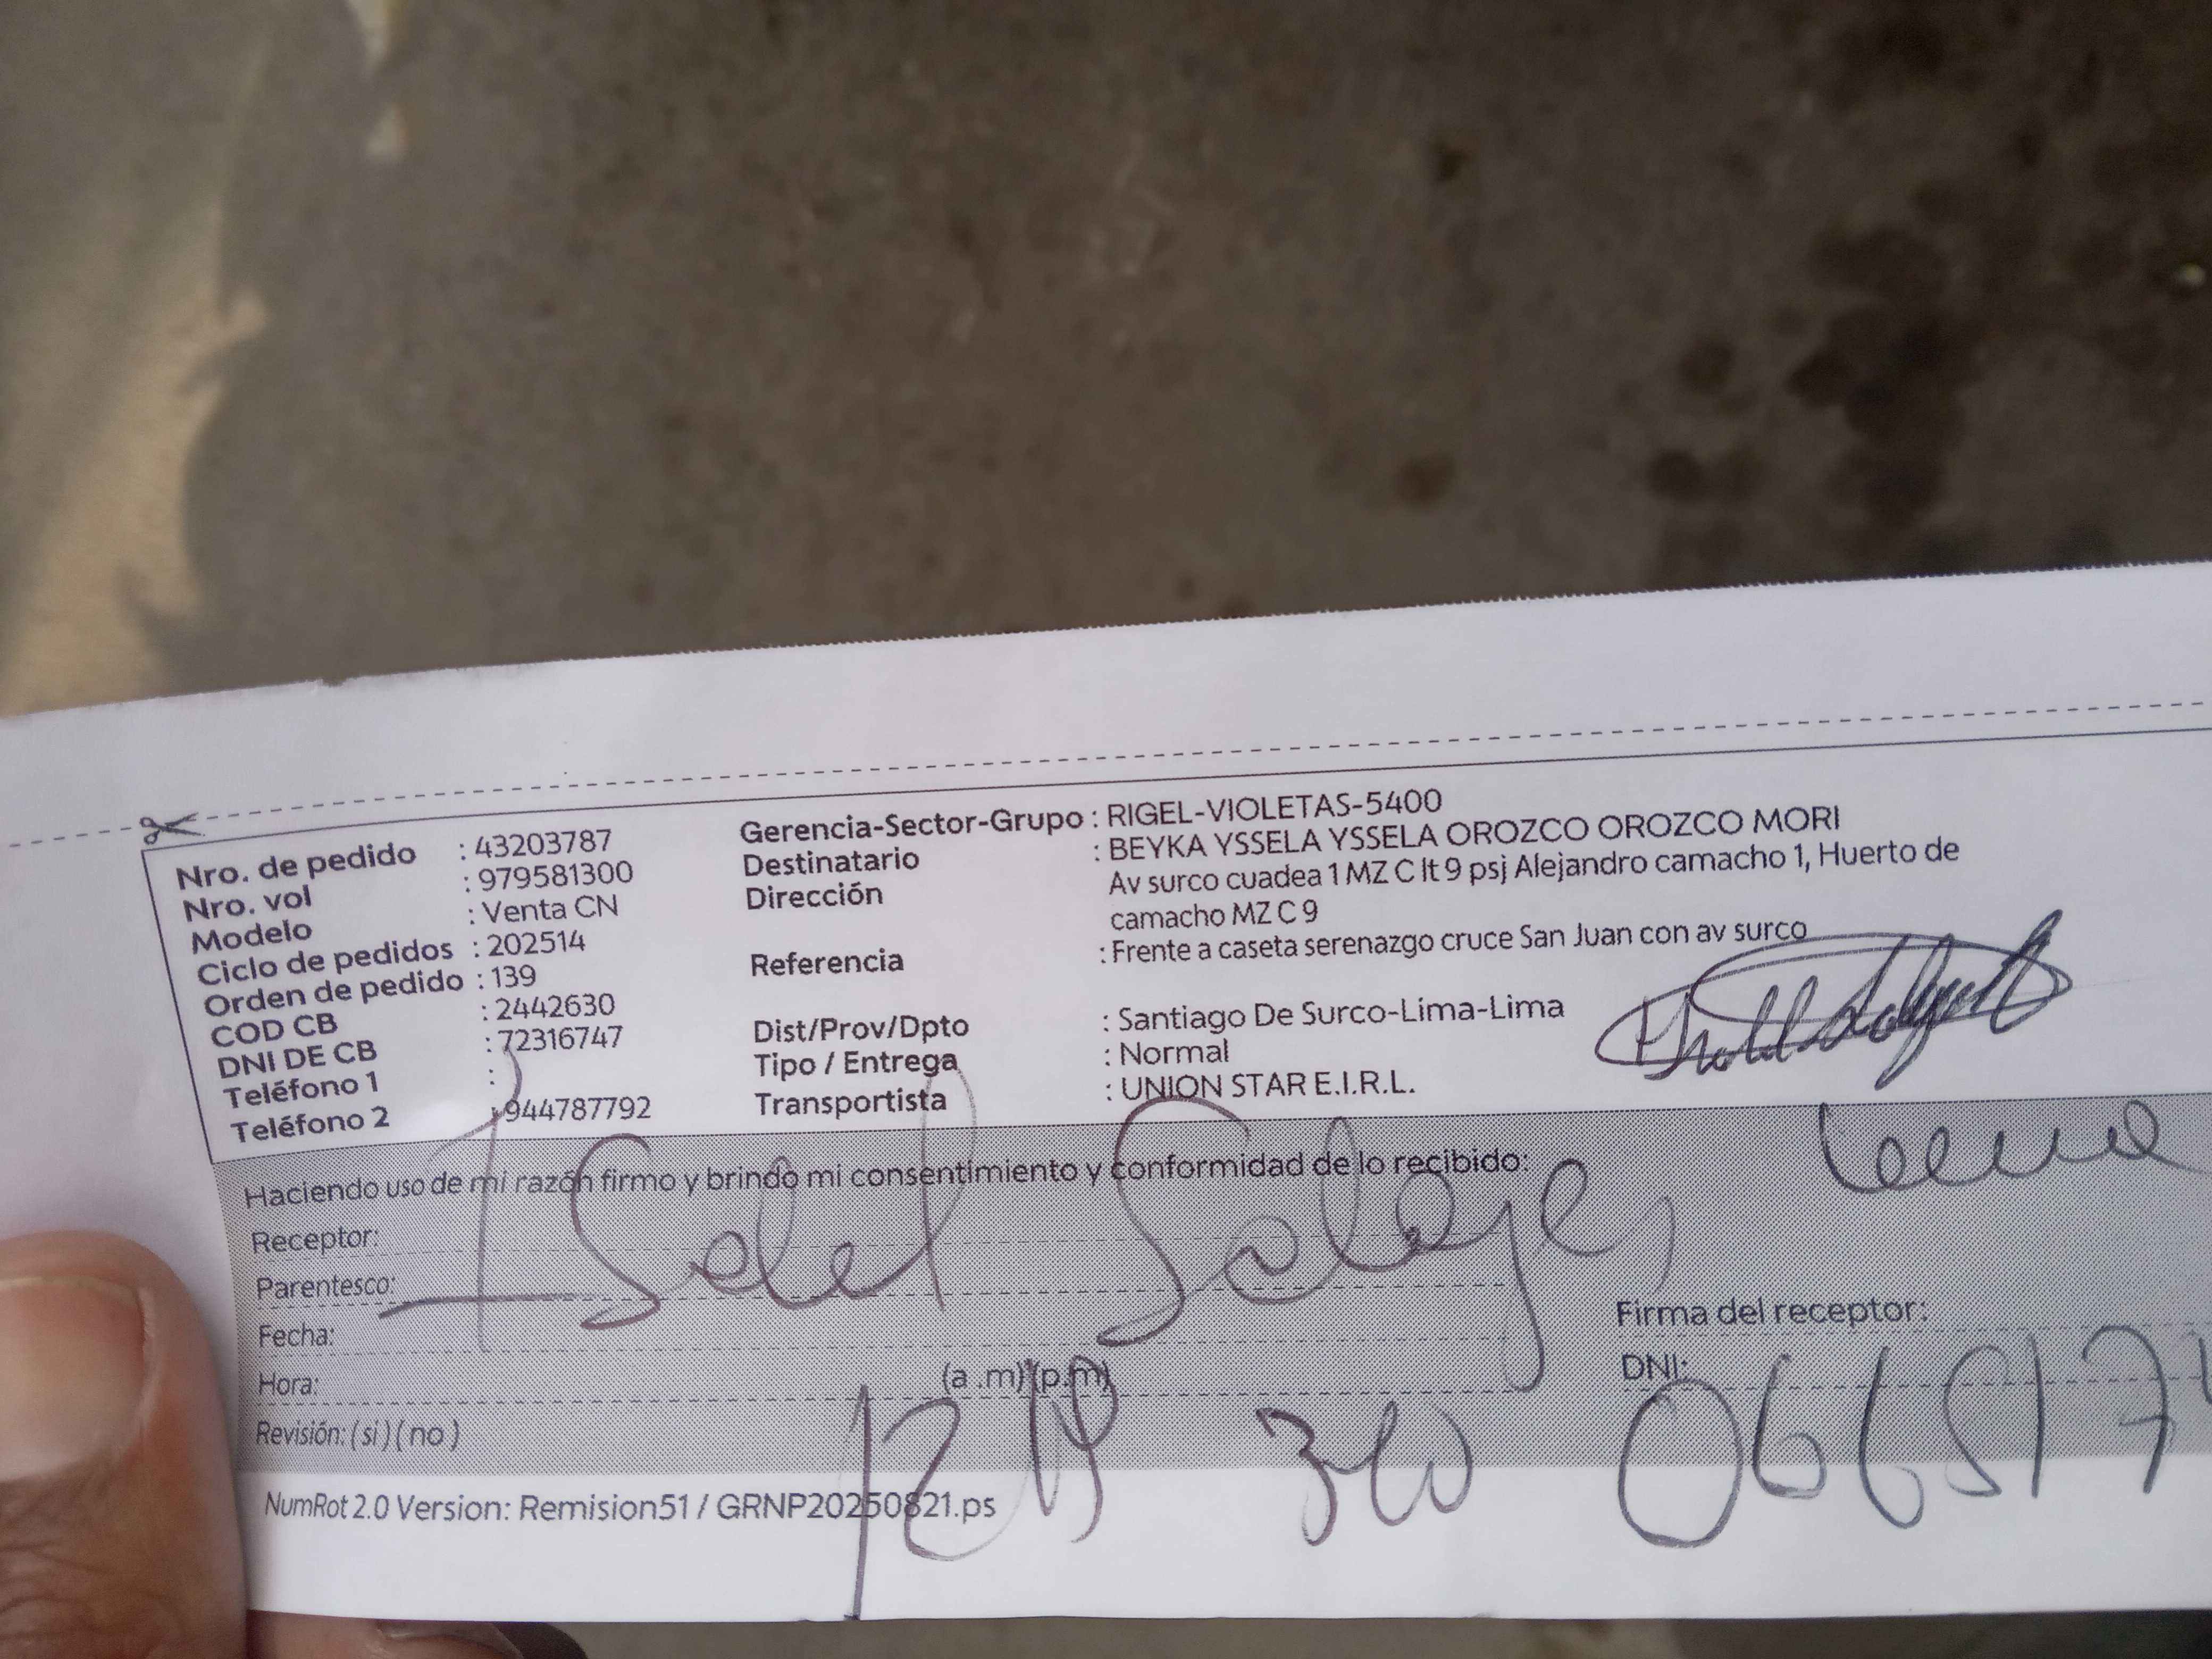 Nro. de pedido : 43203787
Nro. vol : 979581300
Modelo : Venta CN
Ciclo de pedidos : 202514
Orden de pedido : 139
COD CB : 2442630
DNI DE CB : 72316747
Teléfono 1 :
Teléfono 2 : 944787792
Gerencia-Sector-Grupo : RIGEL-VIOLETAS-5400
Destinatario : BEYKA YSSELA YSSELA OROZCO OROZCO MORI
Dirección Av surco cuadea 1 MZ C lt 9 psj Alejandro camacho 1, Huerto de
camacho MZ C 9
Referencia : Frente a caseta serenazgo cruce San Juan con av surco
Dist/Prov/Dpto : Santiago De Surco-Lima-Lima
Tipo / Entrega : Normal
Transportista : UNION STAR E.I.R.L.
Haciendo uso de mi razón firmo y brindo mi consentimiento y conformidad de lo recibido:
Receptor:
Parentesco:
Fecha:
Hora: (a .m) (p.m)
Revisión: ( si ) ( no )
Firma del receptor:
DNI: 066517
NumRot 2.0 Version: Remision51 / GRNP20250821.ps